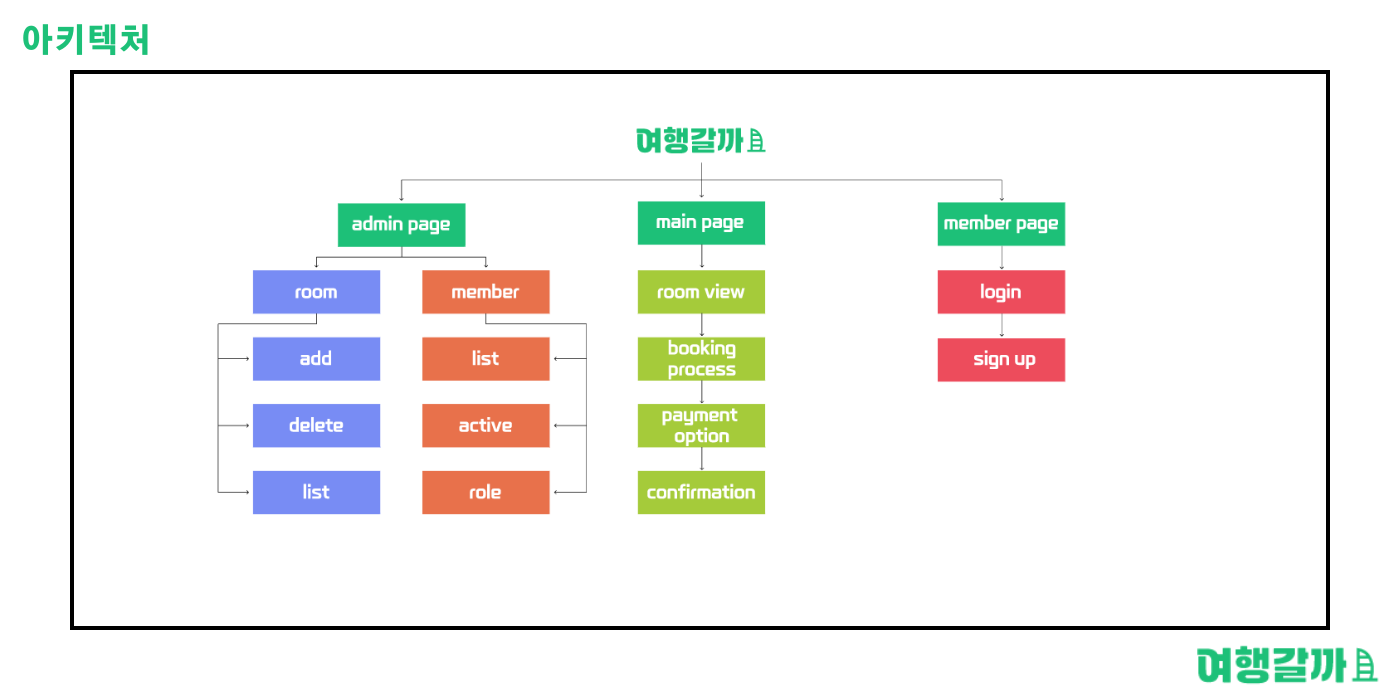 아키텍처
여행갈까
admin page
main page
member page
room
member
room view
login
add
list
booking
process
sign up
delete
active
payment
option
list
role
confirmation
여행갈까